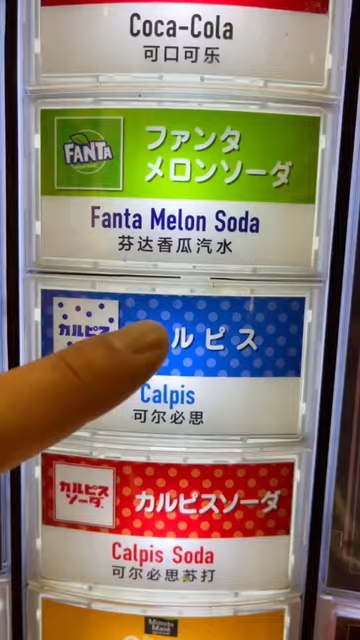 Coca-Cola
可口可乐
FANTA
ファンタ
メロンソーダ
Fanta Melon Soda
芬达香瓜汽水
カルピス
ルピス
Calpis
可尔必思
カルピス
ソーダ
カルピスソーダ
Calpis Soda
可尔必思苏打
Minute
Maid